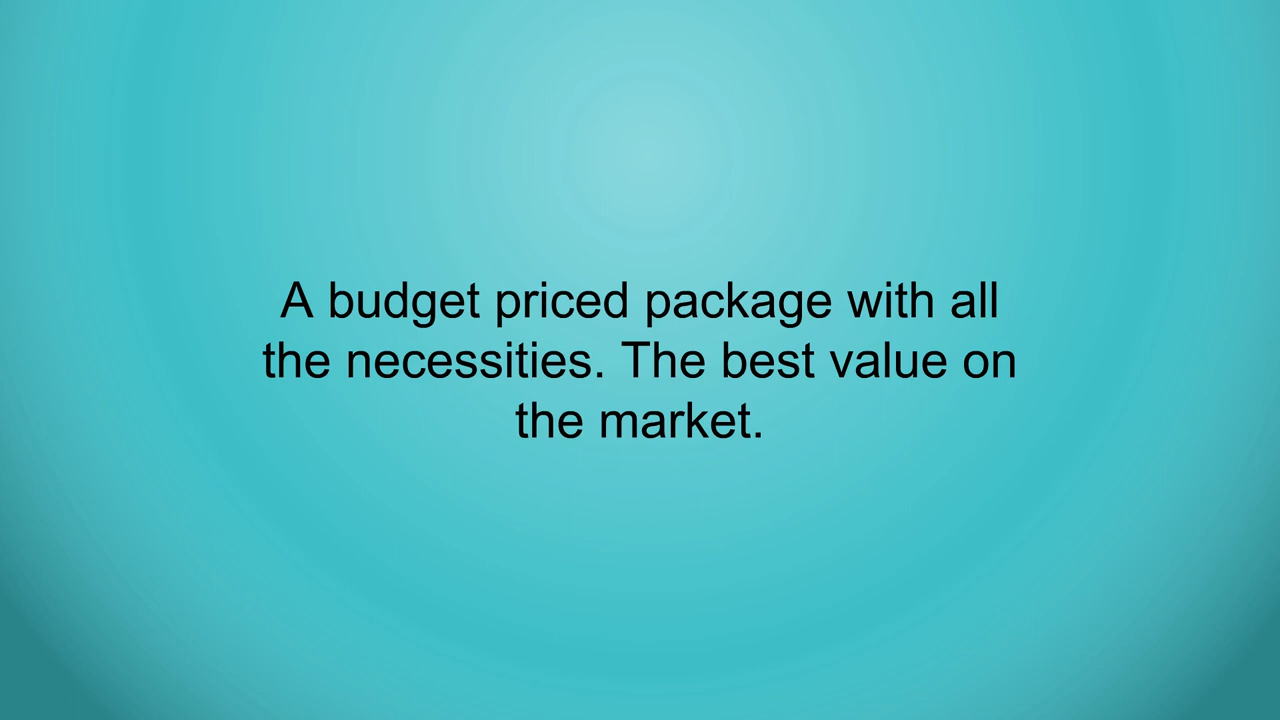 A budget priced package with all
the necessities. The best value on
the market.